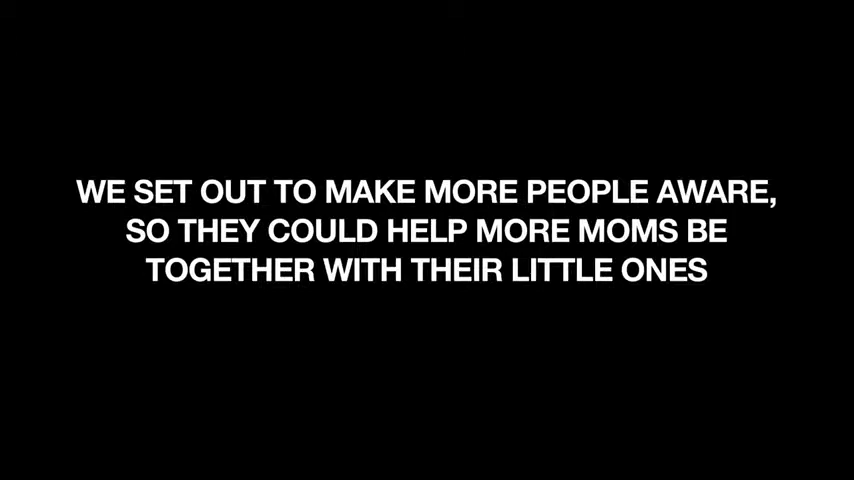 WE SET OUT TO MAKE MORE PEOPLE AWARE,
SO THEY COULD HELP MORE MOMS BE
TOGETHER WITH THEIR LITTLE ONES